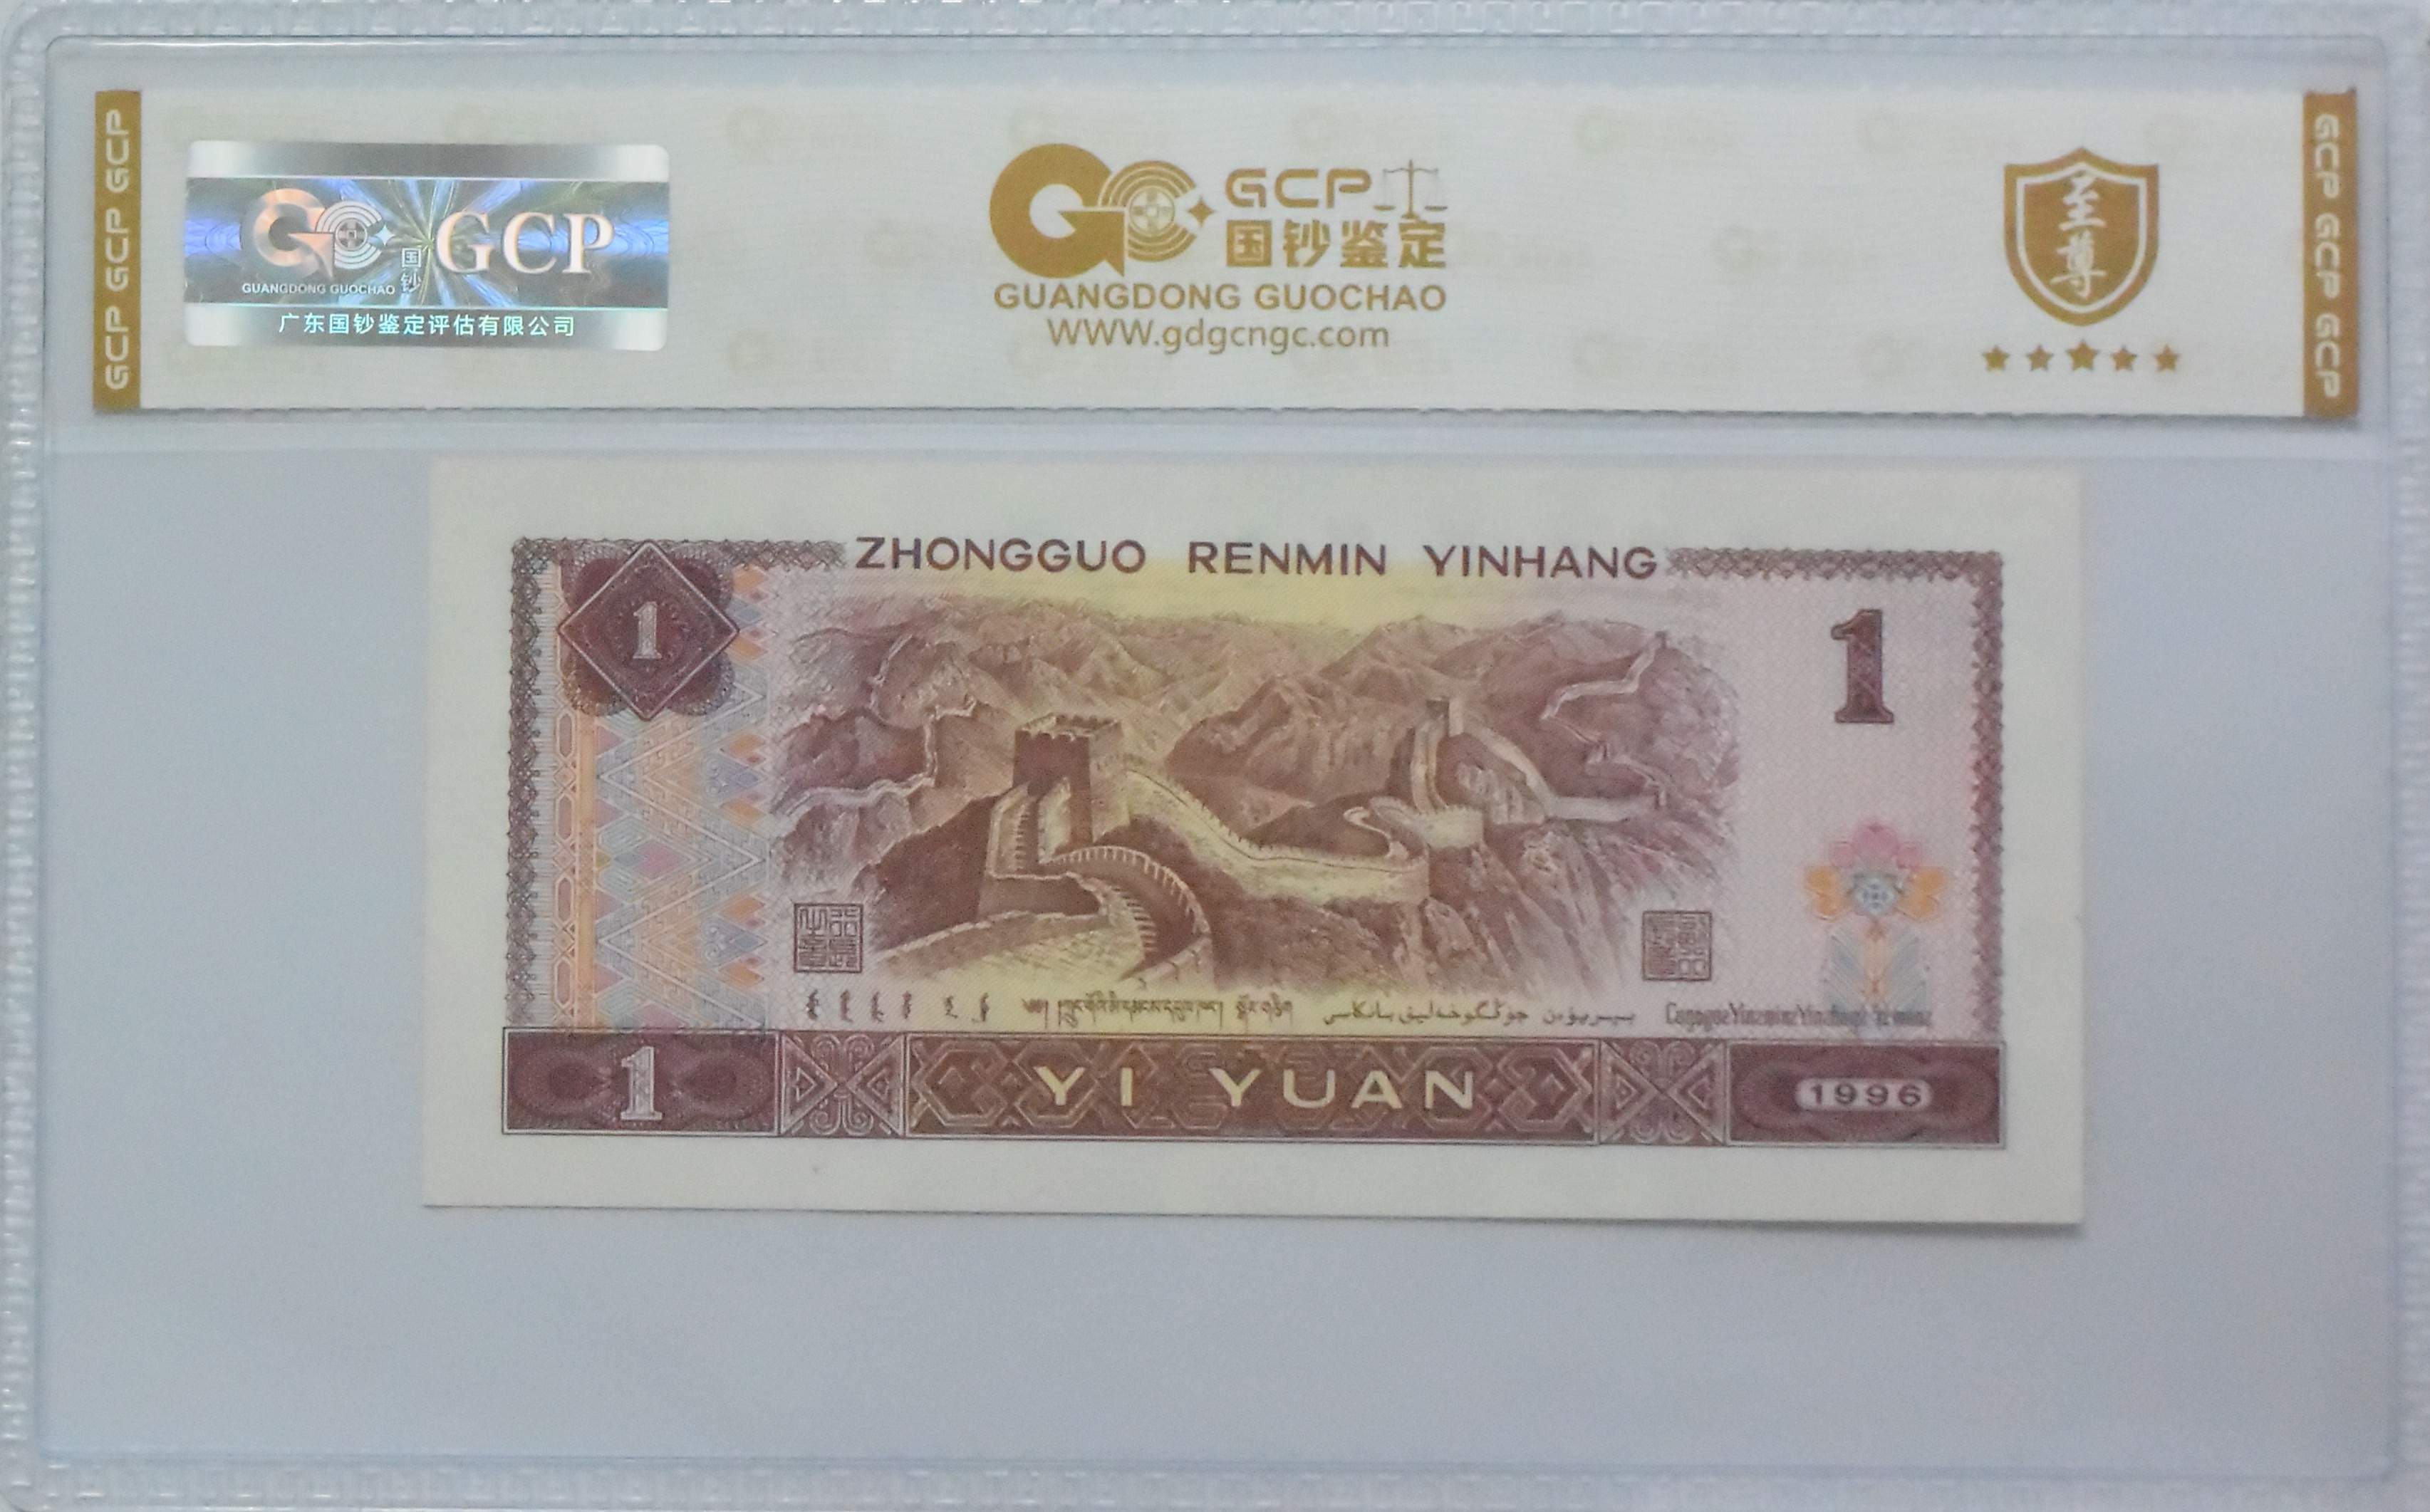 GCP GCP GCP
GCP
国钞
GUANGDONG GUOCHAO
广东国钞鉴定评估有限公司
GCP
国钞鉴定
GUANGDONG GUOCHAO
WWW.gdgcngc.com
至尊
GCP GCP GCP
ZHONGGUO RENMIN YINHANG
1
1
1
YI YUAN
1996